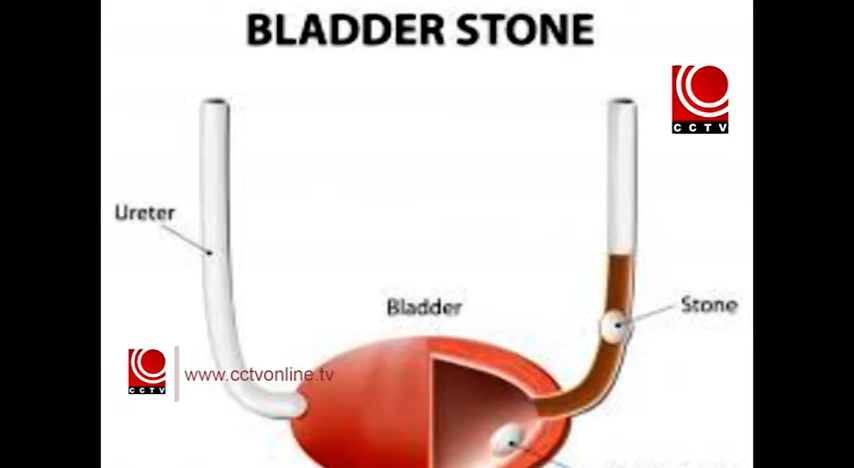 BLADDER STONE
CCTV
Ureter
Bladder
Stone
CCTV
www.cctvonline.tv